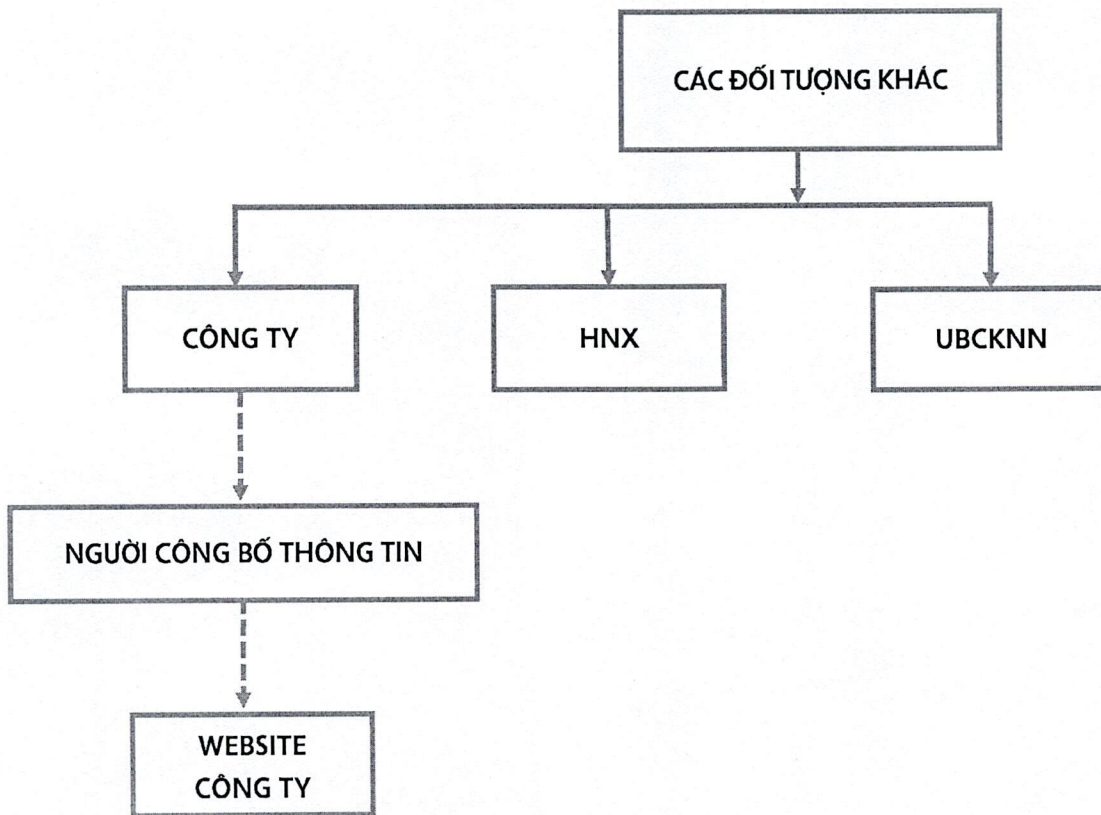 CÁC ĐỐI TƯỢNG KHÁC
CÔNG TY
HNX
UBCKNN
NGƯỜI CÔNG BỐ THÔNG TIN
WEBSITE
CÔNG TY